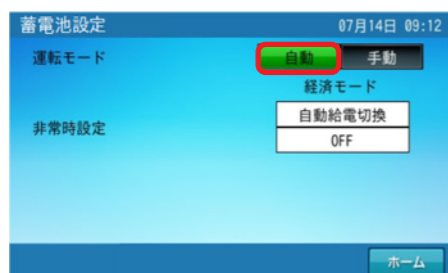 蓄電池設定 07月14日 09:12
運転モード 自動 手動
経済モード
非常時設定 自動給電切換
OFF
ホーム